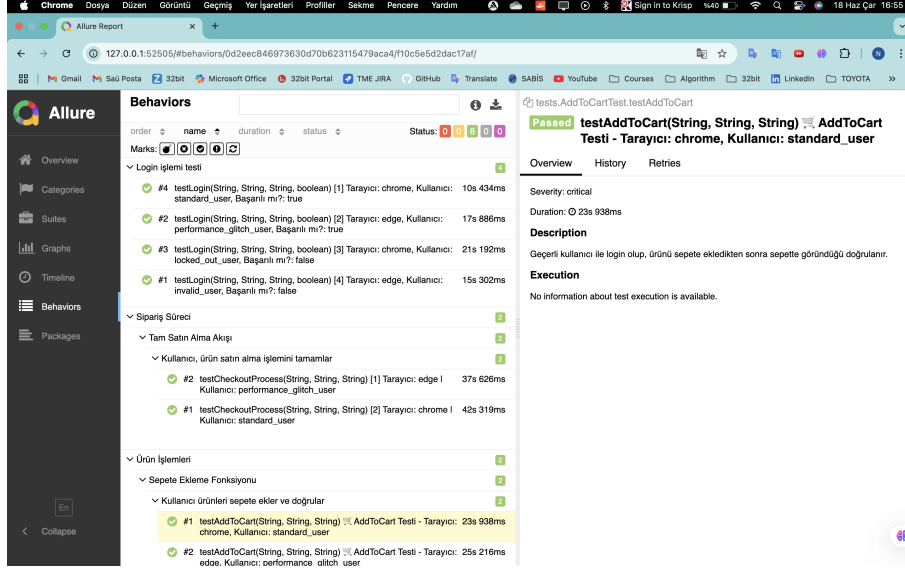 Chrome Dosya Düzen Görüntü Geçmiş Yer İşaretleri Profiller Sekme Pencere Yardım Sign in to Krisp %40 18 Haz Çar 16:55
Allure Report
127.0.0.1:52505/#behaviors/0d2eec846973630d70b623115479aca4/f10c5e5d2dac17af/
Gmail Saü Posta 32bit Microsoft Office 32bit Portal TME JIRA GitHub Translate SABİS YouTube Courses Algorithm 32bit LinkedIn TOYOTA
Allure
Overview
Categories
Suites
Graphs
Timeline
Behaviors
Packages
En
Collapse
Behaviors
order name duration status Status: 0 0 8 0 0
Marks:
Login işlemi testi 4
#4 testLogin(String, String, String, boolean) [1] Tarayıcı: chrome, Kullanıcı: 10s 434ms
standard_user, Başarılı mı?: true
#2 testLogin(String, String, String, boolean) [2] Tarayıcı: edge, Kullanıcı: 17s 886ms
performance_glitch_user, Başarılı mı?: true
#3 testLogin(String, String, String, boolean) [3] Tarayıcı: chrome, Kullanıcı: 21s 192ms
locked_out_user, Başarılı mı?: false
#1 testLogin(String, String, String, boolean) [4] Tarayıcı: edge, Kullanıcı: 15s 302ms
invalid_user, Başarılı mı?: false
Sipariş Süreci 2
Tam Satın Alma Akışı 2
Kullanıcı, ürün satın alma işlemini tamamlar 2
#2 testCheckoutProcess(String, String, String) [1] Tarayıcı: edge | 37s 626ms
Kullanıcı: performance_glitch_user
#1 testCheckoutProcess(String, String, String) [2] Tarayıcı: chrome | 42s 319ms
Kullanıcı: standard_user
Ürün İşlemleri 2
Sepete Ekleme Fonksiyonu 2
Kullanıcı ürünleri sepete ekler ve doğrular 2
#1 testAddToCart(String, String, String) 🛒 AddToCart Testi - Tarayıcı: 23s 938ms
chrome, Kullanıcı: standard_user
#2 testAddToCart(String, String, String) 🛒 AddToCart Testi - Tarayıcı: 25s 216ms
edge, Kullanıcı: performance_glitch_user
tests.AddToCartTest.testAddToCart
Passed testAddToCart(String, String, String) 🛒 AddToCart
Testi - Tarayıcı: chrome, Kullanıcı: standard_user
Overview History Retries
Severity: critical
Duration: 23s 938ms
Description
Geçerli kullanıcı ile login olup, ürünü sepete ekledikten sonra sepette göründüğü doğrulanır.
Execution
No information about test execution is available.